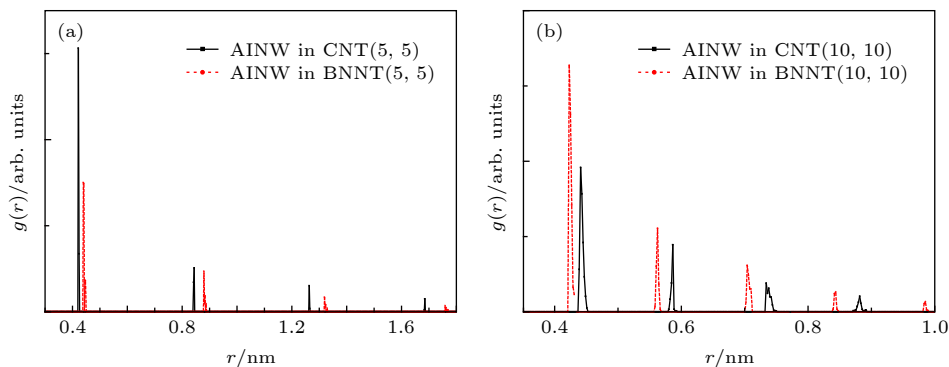 (a)
AINW in CNT(5, 5)
AINW in BNNT(5, 5)
g(r)/arb. units
0.4 0.8 1.2 1.6
r/nm
(b)
AINW in CNT(10, 10)
AINW in BNNT(10, 10)
g(r)/arb. units
0.4 0.6 0.8 1.0
r/nm